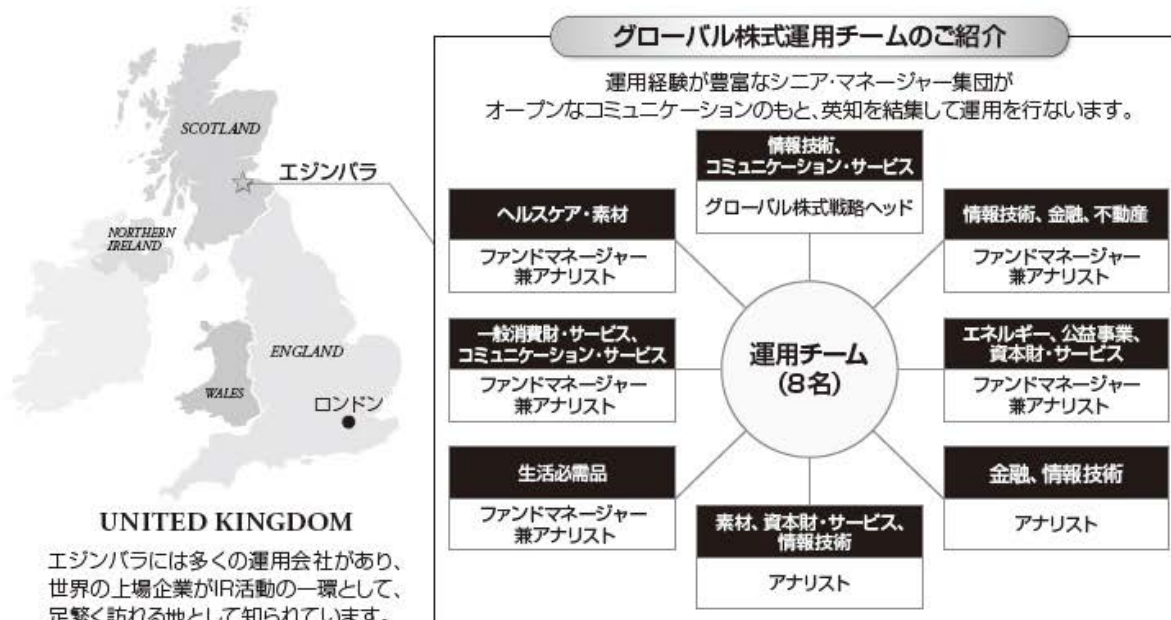 SCOTLAND
エジンバラ
NORTHERN
IRELAND
ENGLAND
WALES
ロンドン
UNITED KINGDOM
エジンバラには多くの運用会社があり、
世界の上場企業がIR活動の一環として、
足繁く訪れる地として知られています。
グローバル株式運用チームのご紹介
運用経験が豊富なシニア・マネージャー集団が
オープンなコミュニケーションのもと、英知を結集して運用を行ないます。
情報技術、
コミュニケーション・サービス
グローバル株式戦略ヘッド
ヘルスケア・素材
ファンドマネージャー
兼アナリスト
情報技術、金融、不動産
ファンドマネージャー
兼アナリスト
一般消費財・サービス、
コミュニケーション・サービス
ファンドマネージャー
兼アナリスト
運用チーム
(8名)
エネルギー、公益事業、
資本財・サービス
ファンドマネージャー
兼アナリスト
生活必需品
ファンドマネージャー
兼アナリスト
素材、資本財・サービス、
情報技術
アナリスト
金融、情報技術
アナリスト